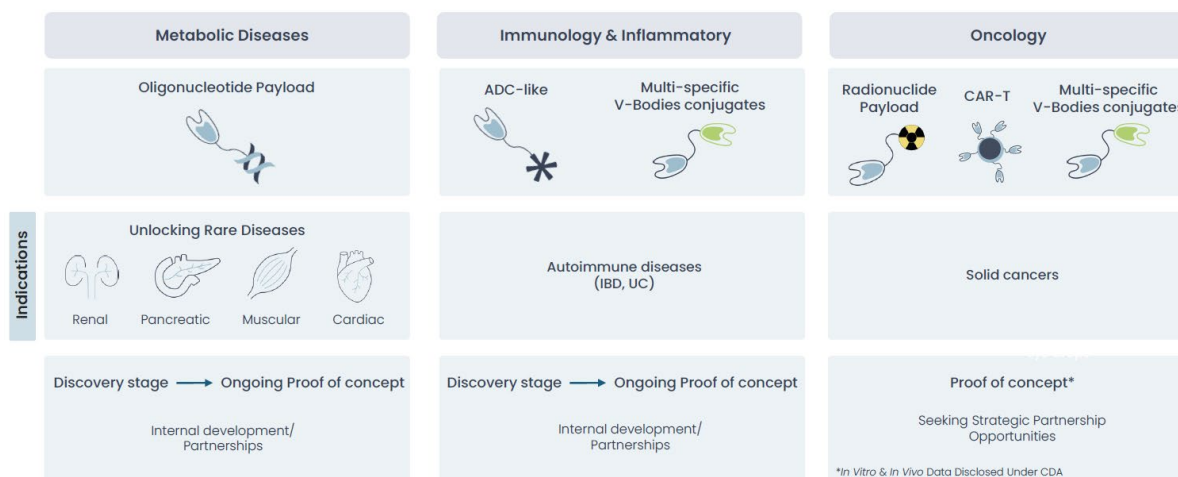 Metabolic Diseases
Immunology & Inflammatory
Oncology
Oligonucleotide Payload
ADC-like
Multi-specific
V-Bodies conjugates
Radionuclide
Payload
CAR-T
Multi-specific
V-Bodies conjugates
Indications
Unlocking Rare Diseases
Renal
Pancreatic
Muscular
Cardiac
Autoimmune diseases
(IBD, UC)
Solid cancers
Discovery stage
Ongoing Proof of concept
Internal development/
Partnerships
Discovery stage
Ongoing Proof of concept
Internal development/
Partnerships
Proof of concept*
Seeking Strategic Partnership
Opportunities
*In Vitro & In Vivo Data Disclosed Under CDA